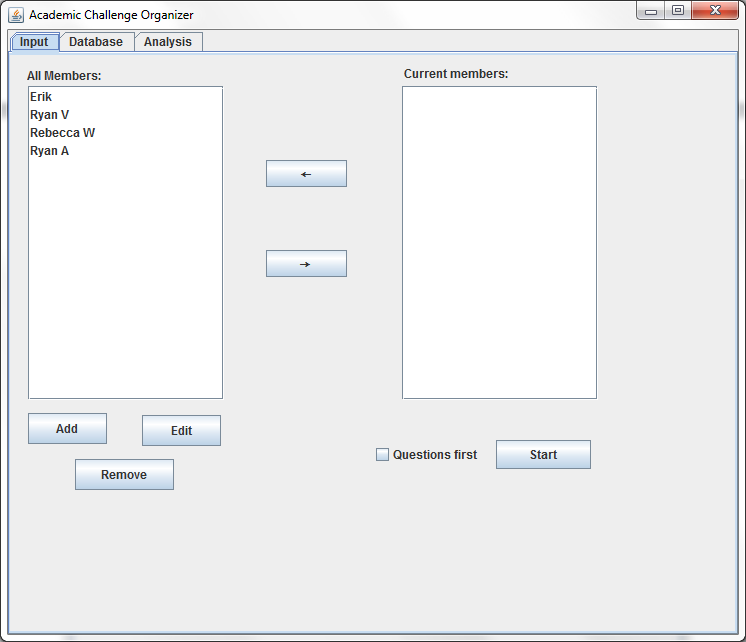 Academic Challenge Organizer
Input Database Analysis
All Members:
Erik
Ryan V
Rebecca W
Ryan A
Current members:
←
→
Add
Edit
Remove
Questions first
Start